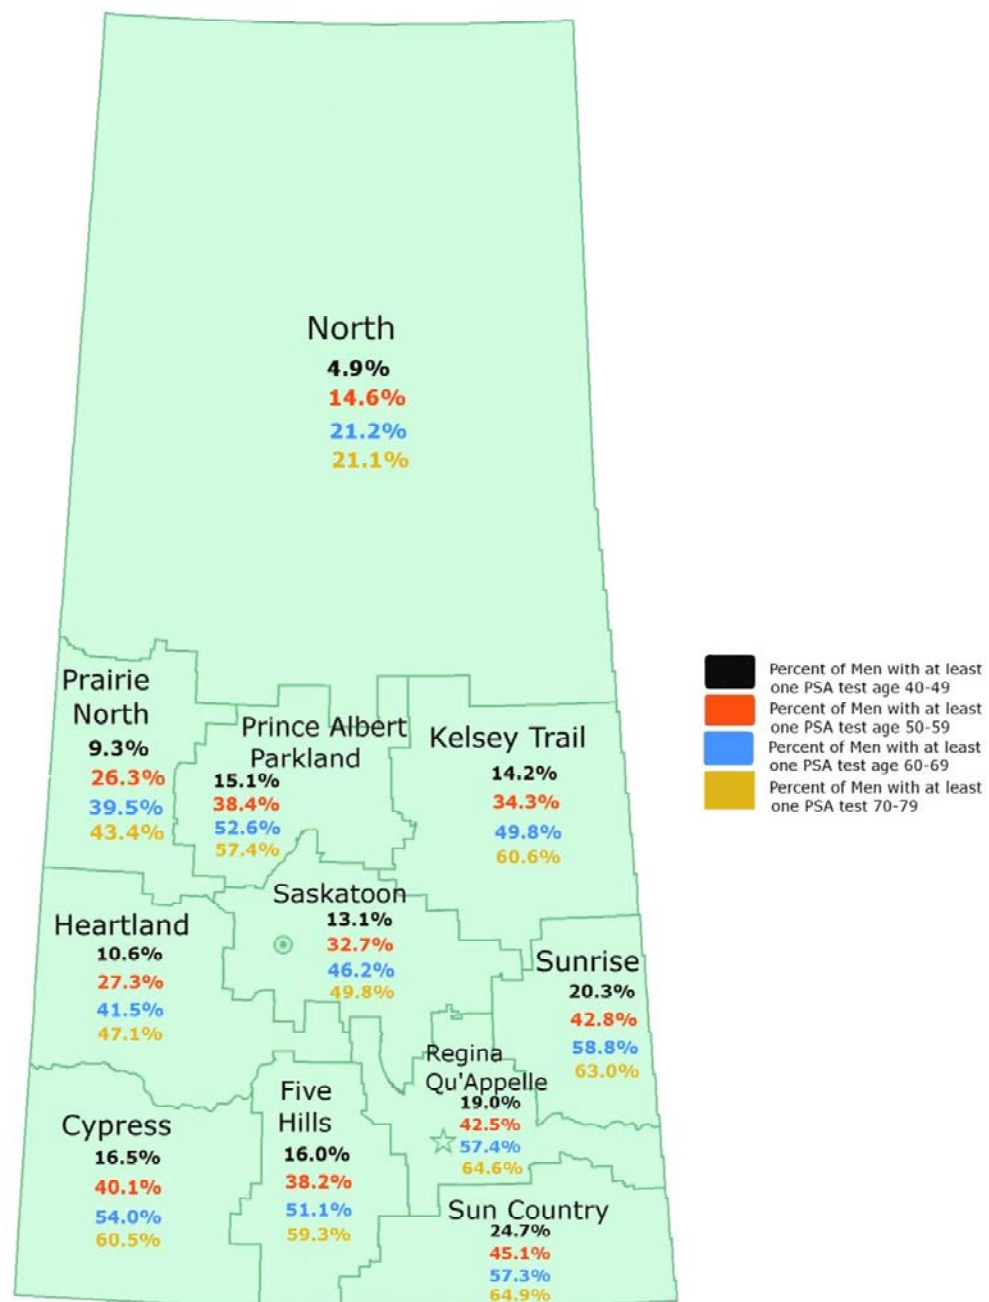 North
4.9%
14.6%
21.2%
21.1%
Prairie
North
9.3%
26.3%
39.5%
43.4%
Prince Albert
Parkland
15.1%
38.4%
52.6%
57.4%
Kelsey Trail
14.2%
34.3%
49.8%
60.6%
Percent of Men with at least
one PSA test age 40-49
Percent of Men with at least
one PSA test age 50-59
Percent of Men with at least
one PSA test age 60-69
Percent of Men with at least
one PSA test 70-79
Heartland
10.6%
27.3%
41.5%
47.1%
Saskatoon
13.1%
32.7%
46.2%
49.8%
Sunrise
20.3%
42.8%
58.8%
63.0%
Regina
Qu'Appelle
19.0%
42.5%
57.4%
64.6%
Cypress
16.5%
40.1%
54.0%
60.5%
Five
Hills
16.0%
38.2%
51.1%
59.3%
Sun Country
24.7%
45.1%
57.3%
64.9%